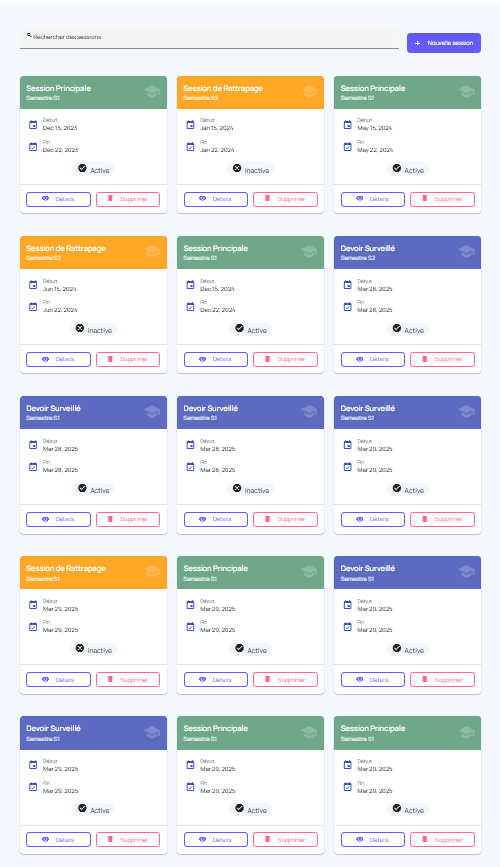 Rechercher des sessions
+ Nouvelle session
Session Principale
Semestre S1
Début
Dec 15, 2023
Fin
Dec 22, 2023
Active
Détails
Supprimer
Session de Rattrapage
Semestre S2
Début
Jan 15, 2024
Fin
Jan 22, 2024
Inactive
Détails
Supprimer
Session Principale
Semestre S1
Début
May 15, 2024
Fin
May 22, 2024
Active
Détails
Supprimer
Session de Rattrapage
Semestre S2
Début
Jun 15, 2024
Fin
Jun 22, 2024
Inactive
Détails
Supprimer
Session Principale
Semestre S1
Début
Dec 15, 2024
Fin
Dec 22, 2024
Active
Détails
Supprimer
Devoir Surveillé
Semestre S2
Début
Mar 28, 2025
Fin
Mar 28, 2025
Active
Détails
Supprimer
Devoir Surveillé
Semestre S1
Début
Mar 28, 2025
Fin
Mar 28, 2025
Active
Détails
Supprimer
Devoir Surveillé
Semestre S1
Début
Mar 28, 2025
Fin
Mar 28, 2025
Inactive
Détails
Supprimer
Devoir Surveillé
Semestre S1
Début
Mar 29, 2025
Fin
Mar 29, 2025
Active
Détails
Supprimer
Session de Rattrapage
Semestre S1
Début
Mar 29, 2025
Fin
Mar 29, 2025
Inactive
Détails
Supprimer
Session Principale
Semestre S1
Début
Mar 29, 2025
Fin
Mar 29, 2025
Active
Détails
Supprimer
Devoir Surveillé
Semestre S1
Début
Mar 29, 2025
Fin
Mar 29, 2025
Active
Détails
Supprimer
Devoir Surveillé
Semestre S1
Début
Mar 29, 2025
Fin
Mar 29, 2025
Active
Détails
Supprimer
Session Principale
Semestre S1
Début
Mar 29, 2025
Fin
Mar 29, 2025
Active
Détails
Supprimer
Session Principale
Semestre S1
Début
Mar 29, 2025
Fin
Mar 29, 2025
Active
Détails
Supprimer